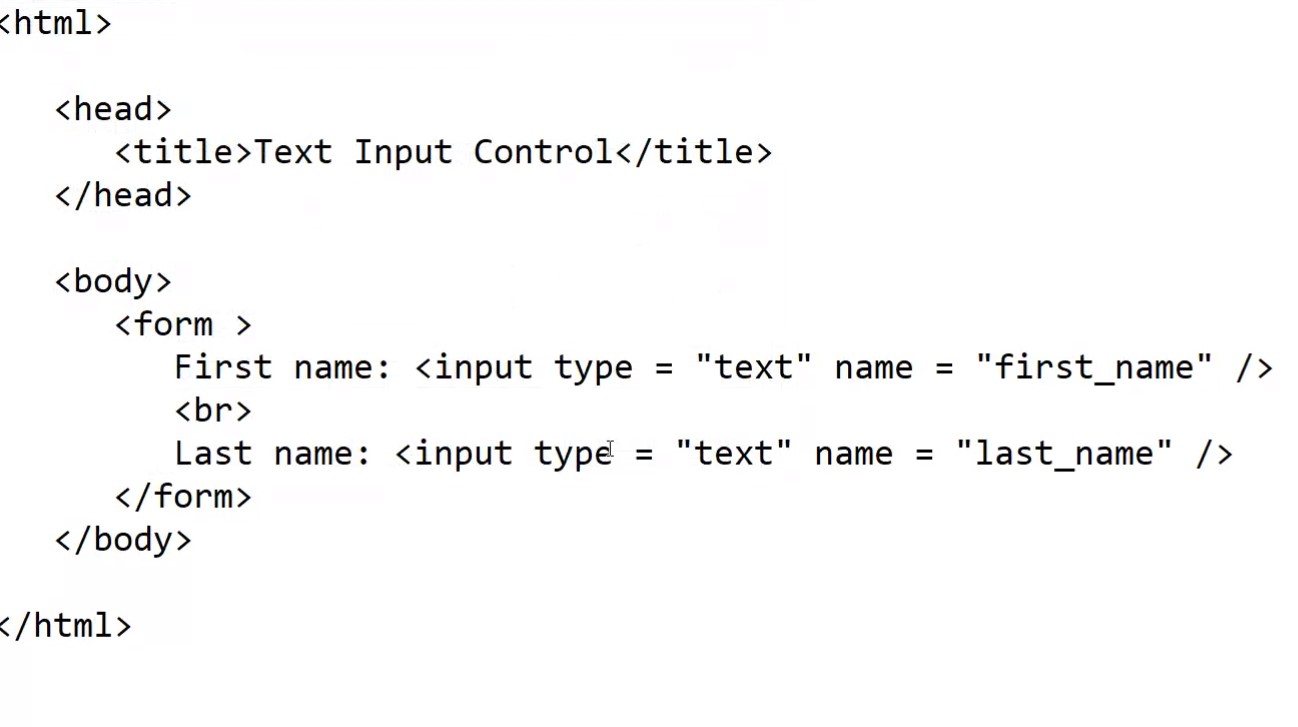 <html>
<head>
<title>Text Input Control</title>
</head>
<body>
<form >
First name: <input type = "text" name = "first_name" />
<br>
Last name: <input type = "text" name = "last_name" />
</form>
</body>
</html>